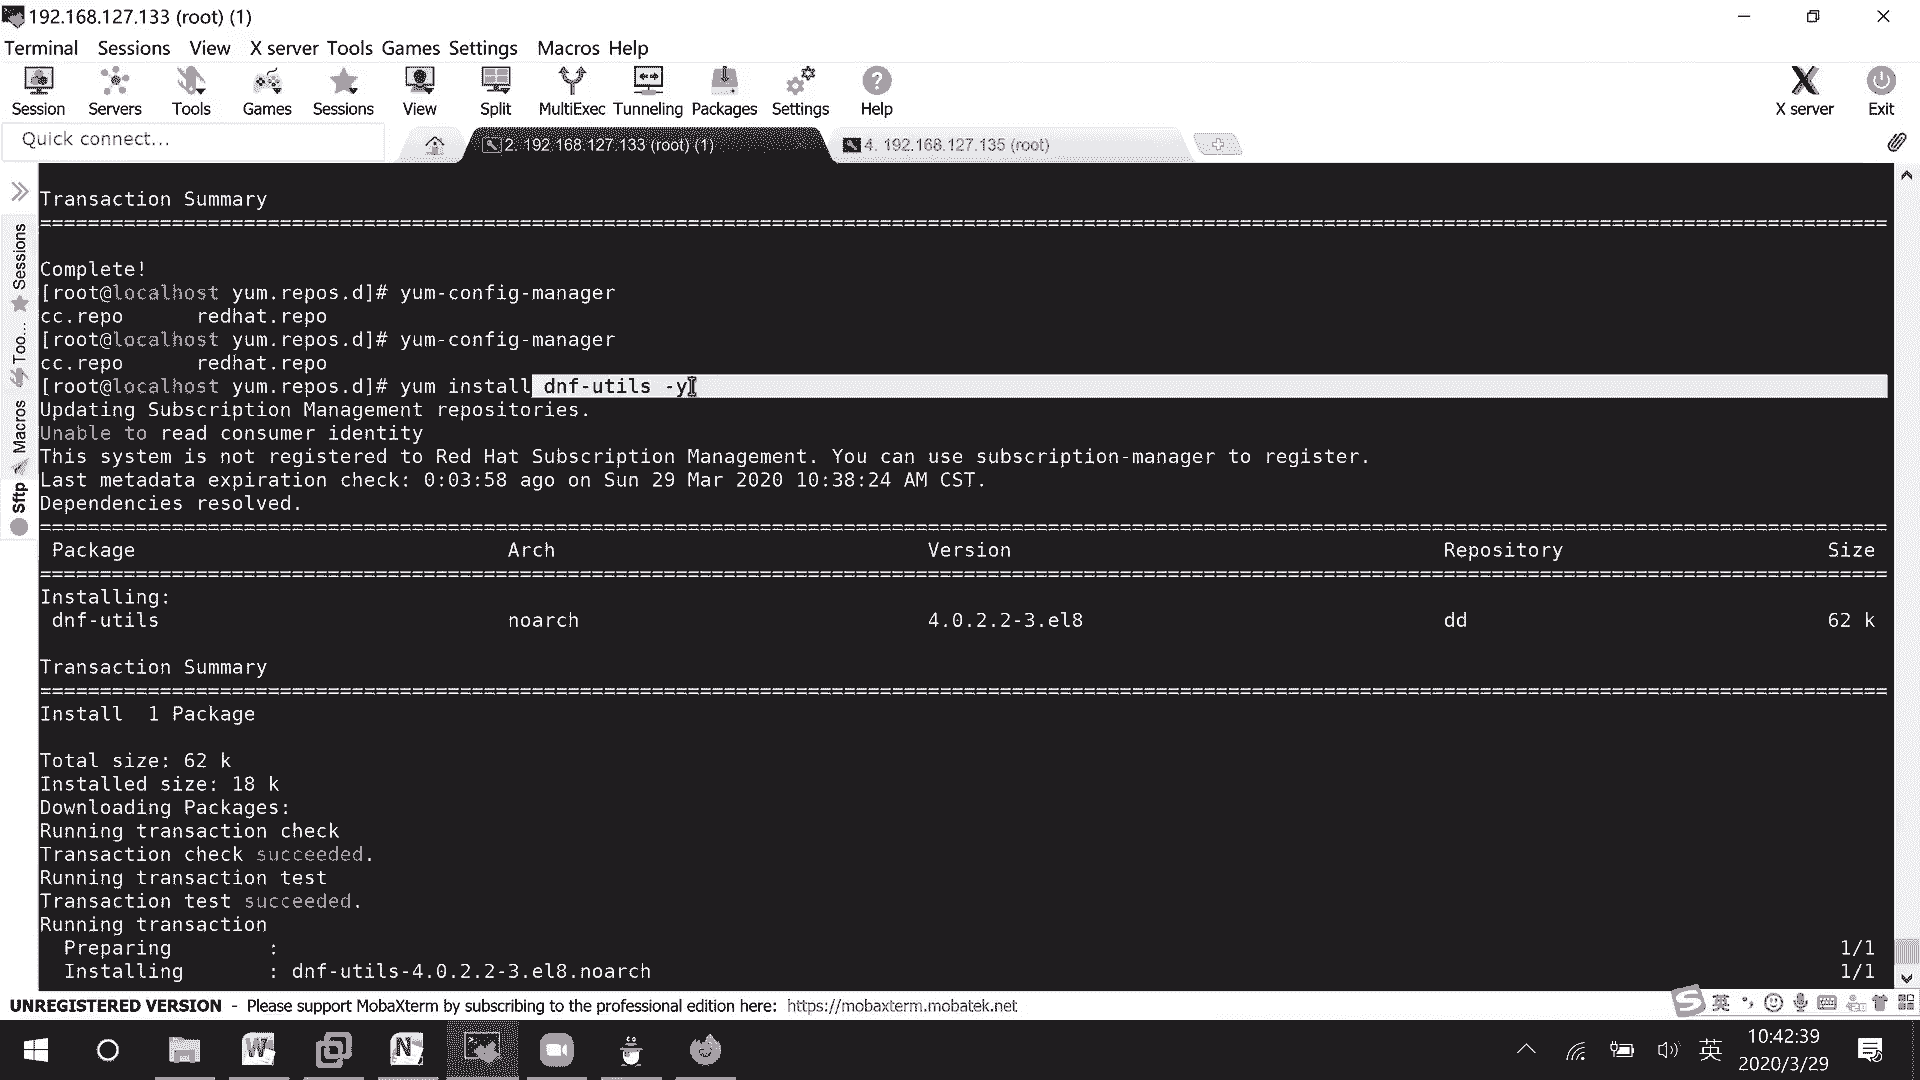 192.168.127.133 (root) (1)
Terminal Sessions View X server Tools Games Settings Macros Help
Session Servers Tools Games Sessions View Split MultiExec Tunneling Packages Settings Help X server Exit
Quick connect...
2. 192.168.127.133 (root) (1)
4. 192.168.127.135 (root)
Sessions
Too...
Macros
Sftp
Transaction Summary
================================================================================
Complete!
[root@localhost yum.repos.d]# yum-config-manager
cc.repo redhat.repo
[root@localhost yum.repos.d]# yum-config-manager
cc.repo redhat.repo
[root@localhost yum.repos.d]# yum install dnf-utils -y
Updating Subscription Management repositories.
Unable to read consumer identity
This system is not registered to Red Hat Subscription Management. You can use subscription-manager to register.
Last metadata expiration check: 0:03:58 ago on Sun 29 Mar 2020 10:38:24 AM CST.
Dependencies resolved.
================================================================================
Package Arch Version Repository Size
================================================================================
Installing:
dnf-utils noarch 4.0.2.2-3.el8 dd 62 k
Transaction Summary
================================================================================
Install 1 Package
Total size: 62 k
Installed size: 18 k
Downloading Packages:
Running transaction check
Transaction check succeeded.
Running transaction test
Transaction test succeeded.
Running transaction
Preparing : 1/1
Installing : dnf-utils-4.0.2.2-3.el8.noarch 1/1
UNREGISTERED VERSION - Please support MobaXterm by subscribing to the professional edition here: https://mobaxterm.mobatek.net
英
英
10:42:39
2020/3/29